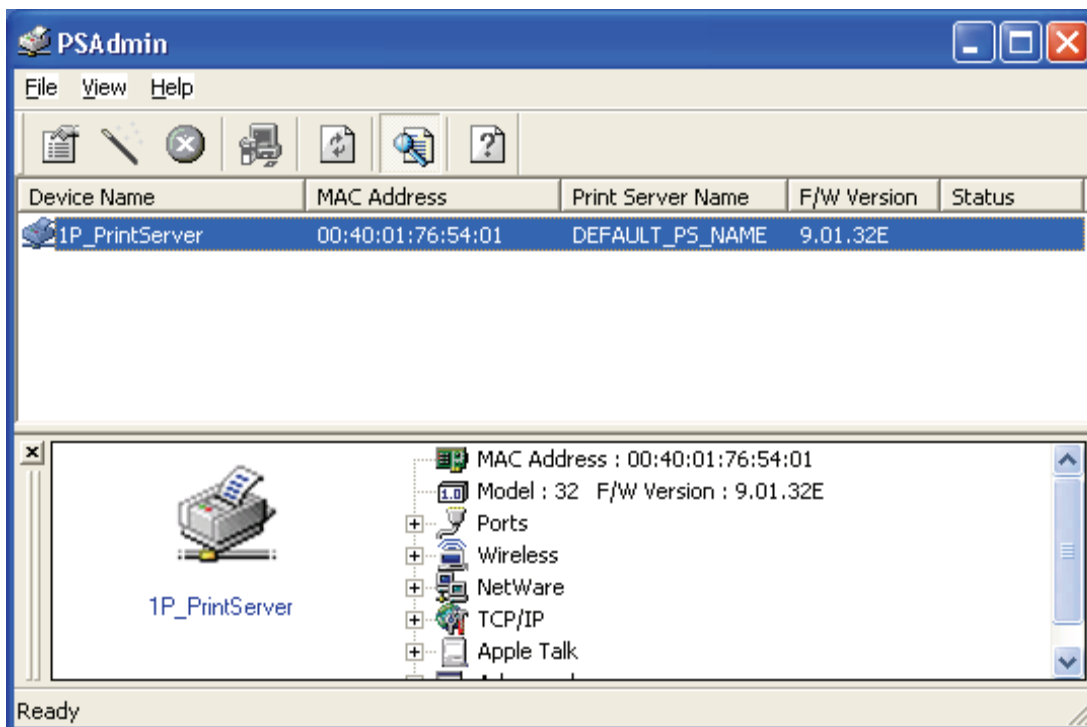 PSAdmin
File View Help
Device Name MAC Address Print Server Name F/W Version Status
1P_PrintServer 00:40:01:76:54:01 DEFAULT_PS_NAME 9.01.32E
MAC Address : 00:40:01:76:54:01
1.0 Model : 32 F/W Version : 9.01.32E
Ports
Wireless
NetWare
1P_PrintServer
TCP/IP
Apple Talk
Ready